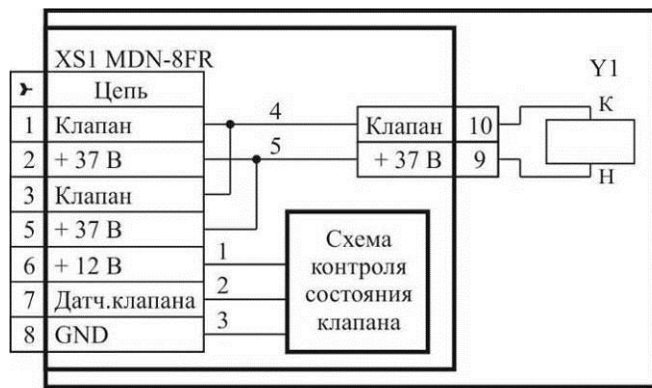 XS1 MDN-8FR
Цепь
1 Клапан
2 + 37 В
3 Клапан
5 + 37 В
6 + 12 В
7 Датч.клапана
8 GND
4
5
1
2
3
Клапан 10
+ 37 В 9
Схема
контроля
состояния
клапана
Y1
К
Н